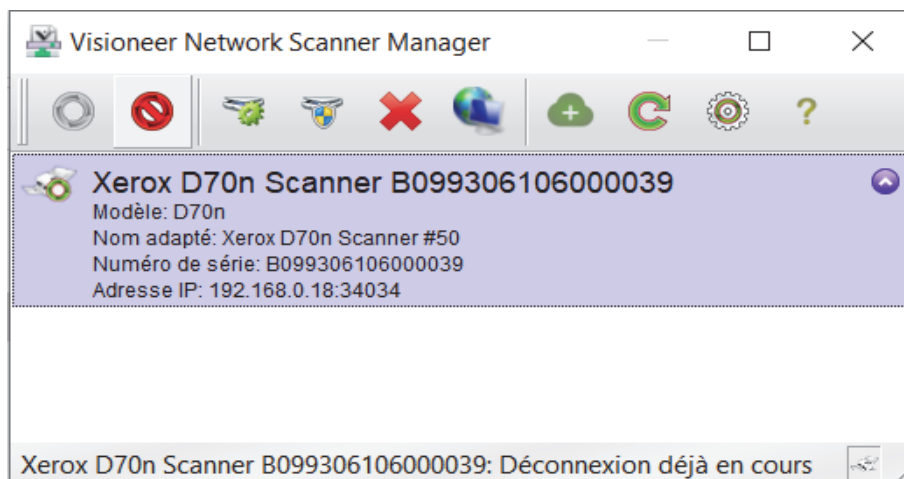 Visioneer Network Scanner Manager
?
Xerox D70n Scanner B099306106000039
Modèle: D70n
Nom adapté: Xerox D70n Scanner #50
Numéro de série: B099306106000039
Adresse IP: 192.168.0.18:34034
Xerox D70n Scanner B099306106000039: Déconnexion déjà en cours